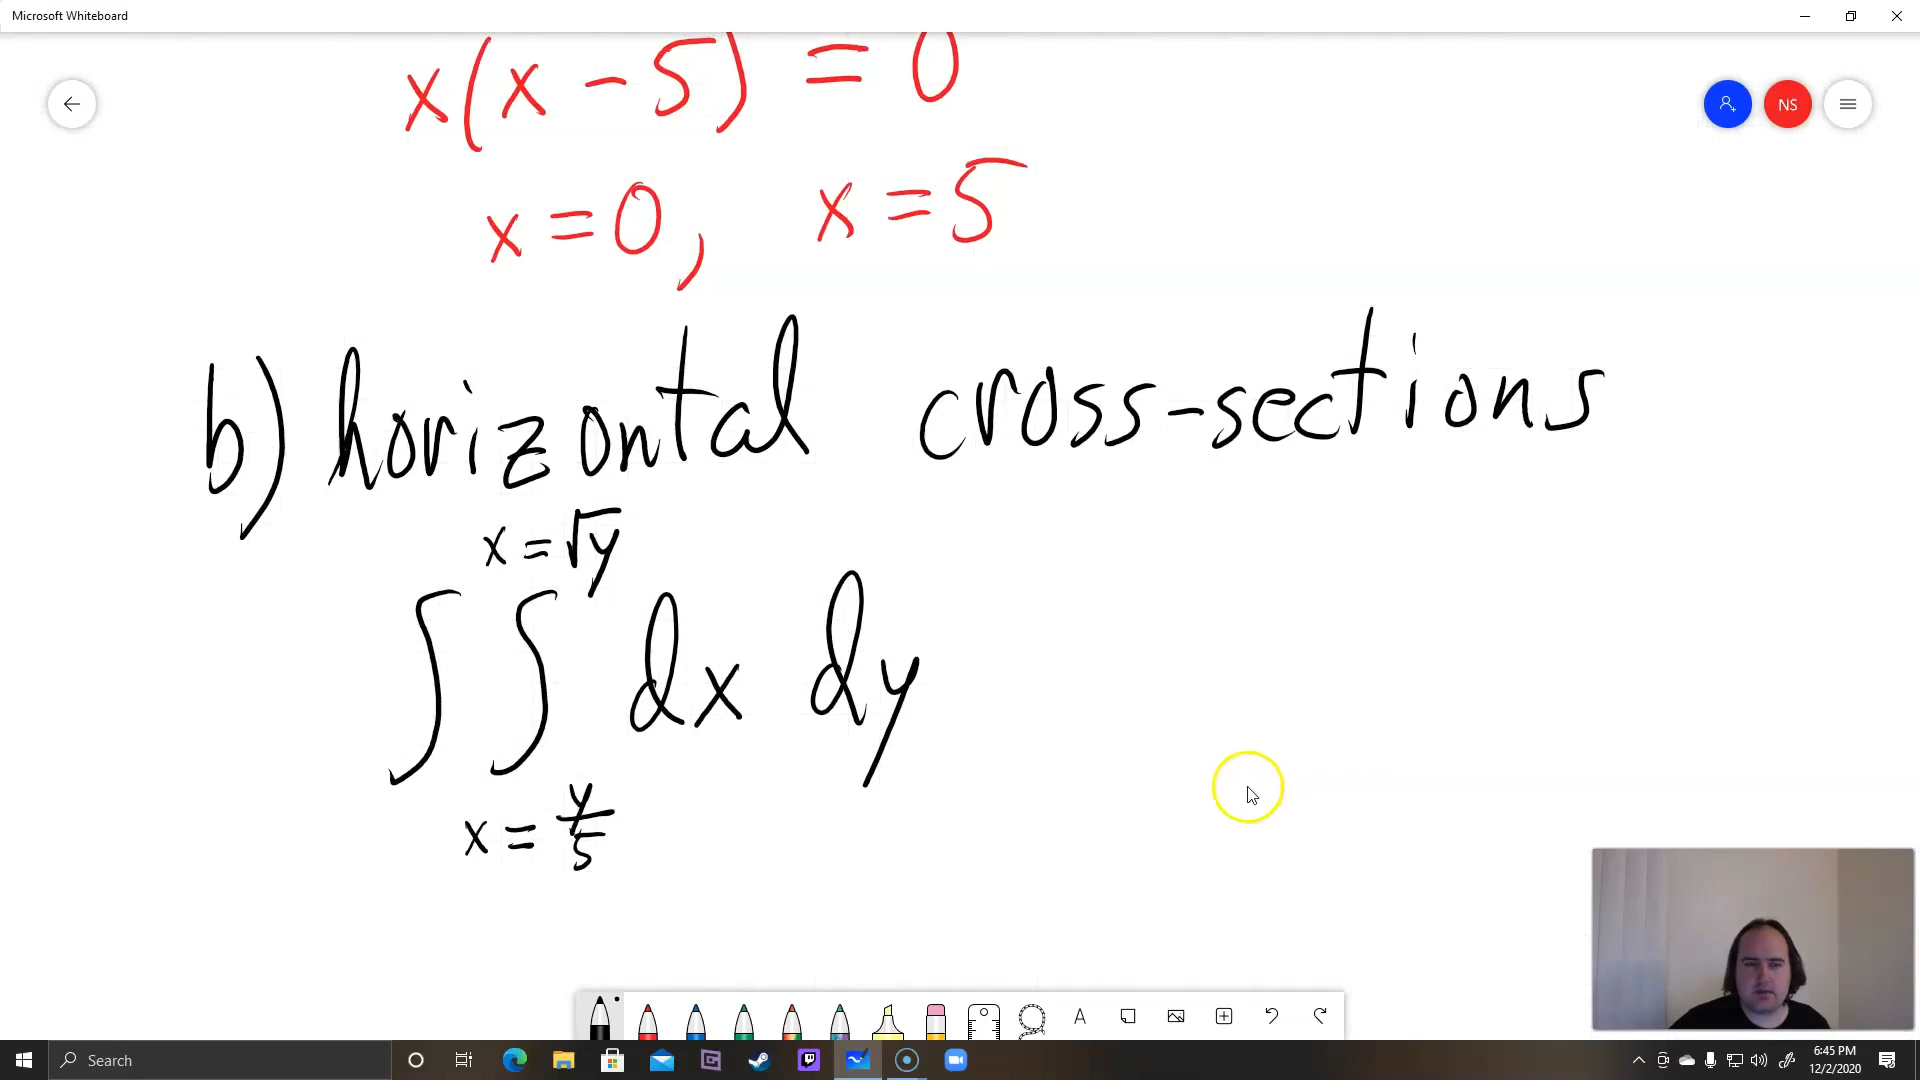 Microsoft Whiteboard
x(x - 5) = 0
NS
x = 0, x = 5
b) horizontal cross-sections
x = √y
∫ ∫ dx dy
x = y/5
A
Search
6:45 PM
12/2/2020